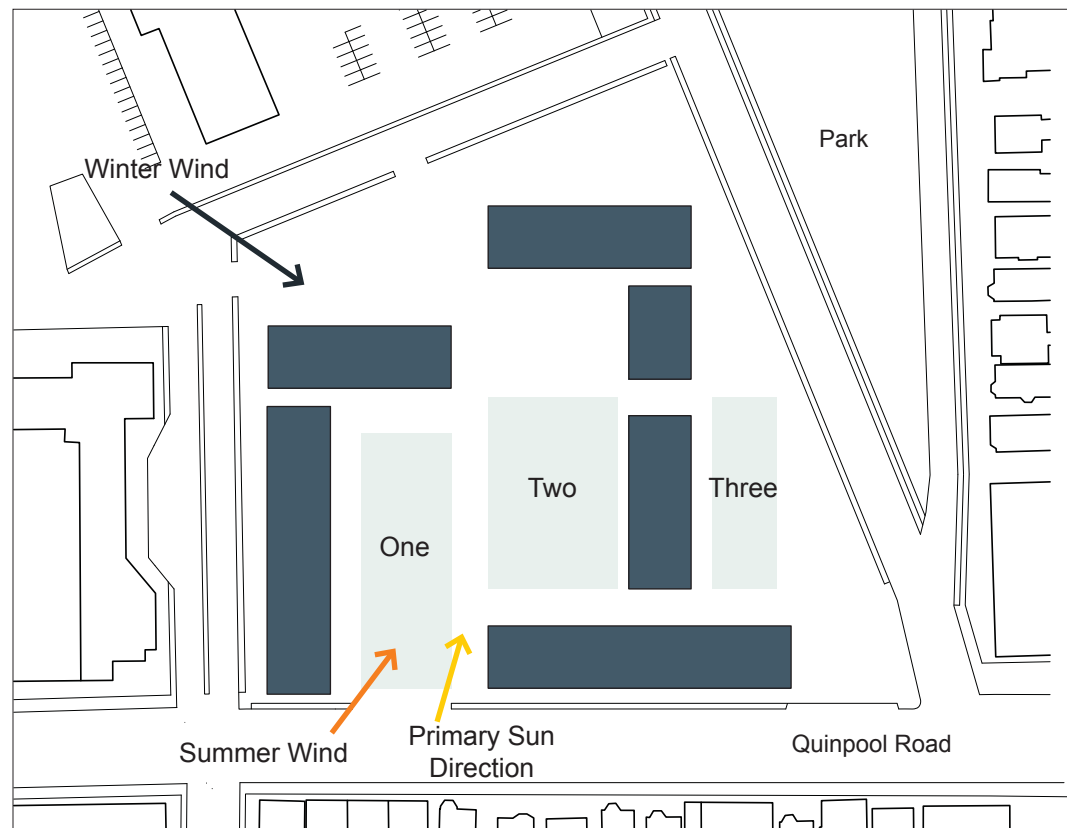 Park
Winter Wind
Two
Three
One
Summer Wind
Primary Sun
Direction
Quinpool Road